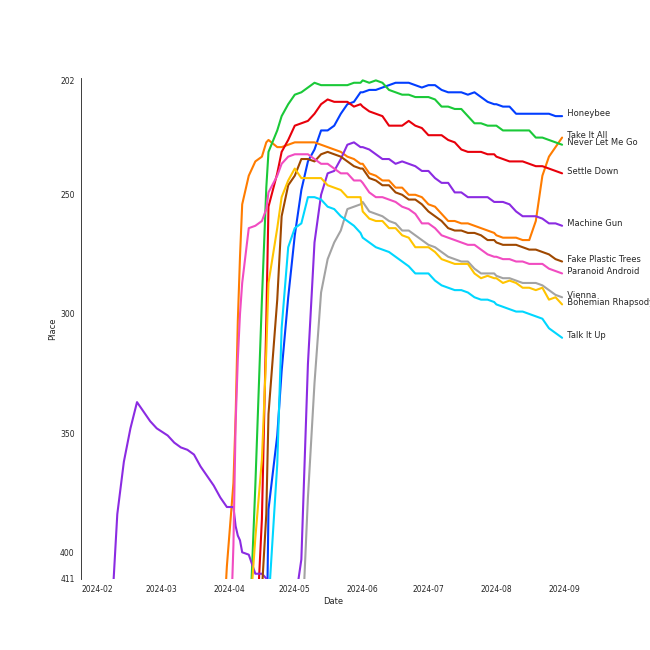 202
250
300
350
400
411
Place
2024-02
2024-03
2024-04
2024-05
2024-06
2024-07
2024-08
2024-09
Date
Honeybee
Take It All
Never Let Me Go
Settle Down
Machine Gun
Fake Plastic Trees
Paranoid Android
Vienna
Bohemian Rhapsod
Talk It Up